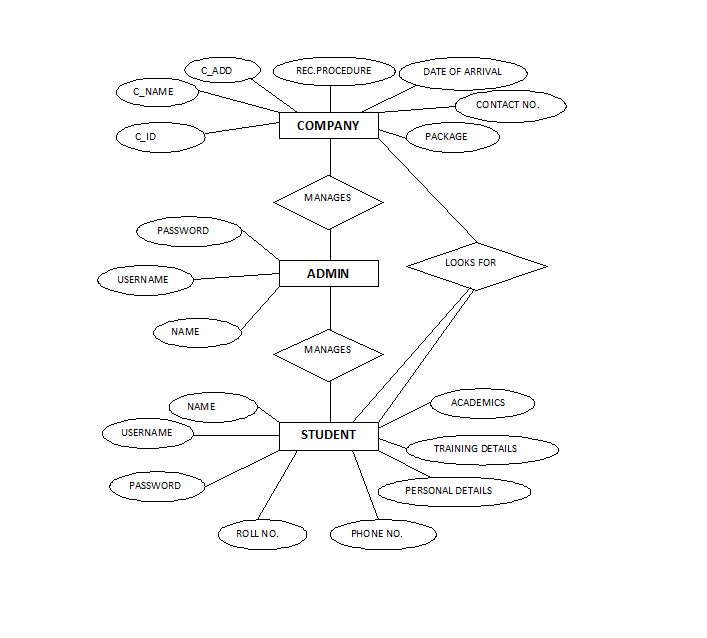 C_ADD
REC.PROCEDURE
DATE OF ARRIVAL
C_NAME
CONTACT NO.
COMPANY
C_ID
PACKAGE
MANAGES
PASSWORD
LOOKS FOR
ADMIN
USERNAME
NAME
MANAGES
ACADEMICS
NAME
USERNAME
STUDENT
TRAINING DETAILS
PASSWORD
PERSONAL DETAILS
ROLL NO.
PHONE NO.